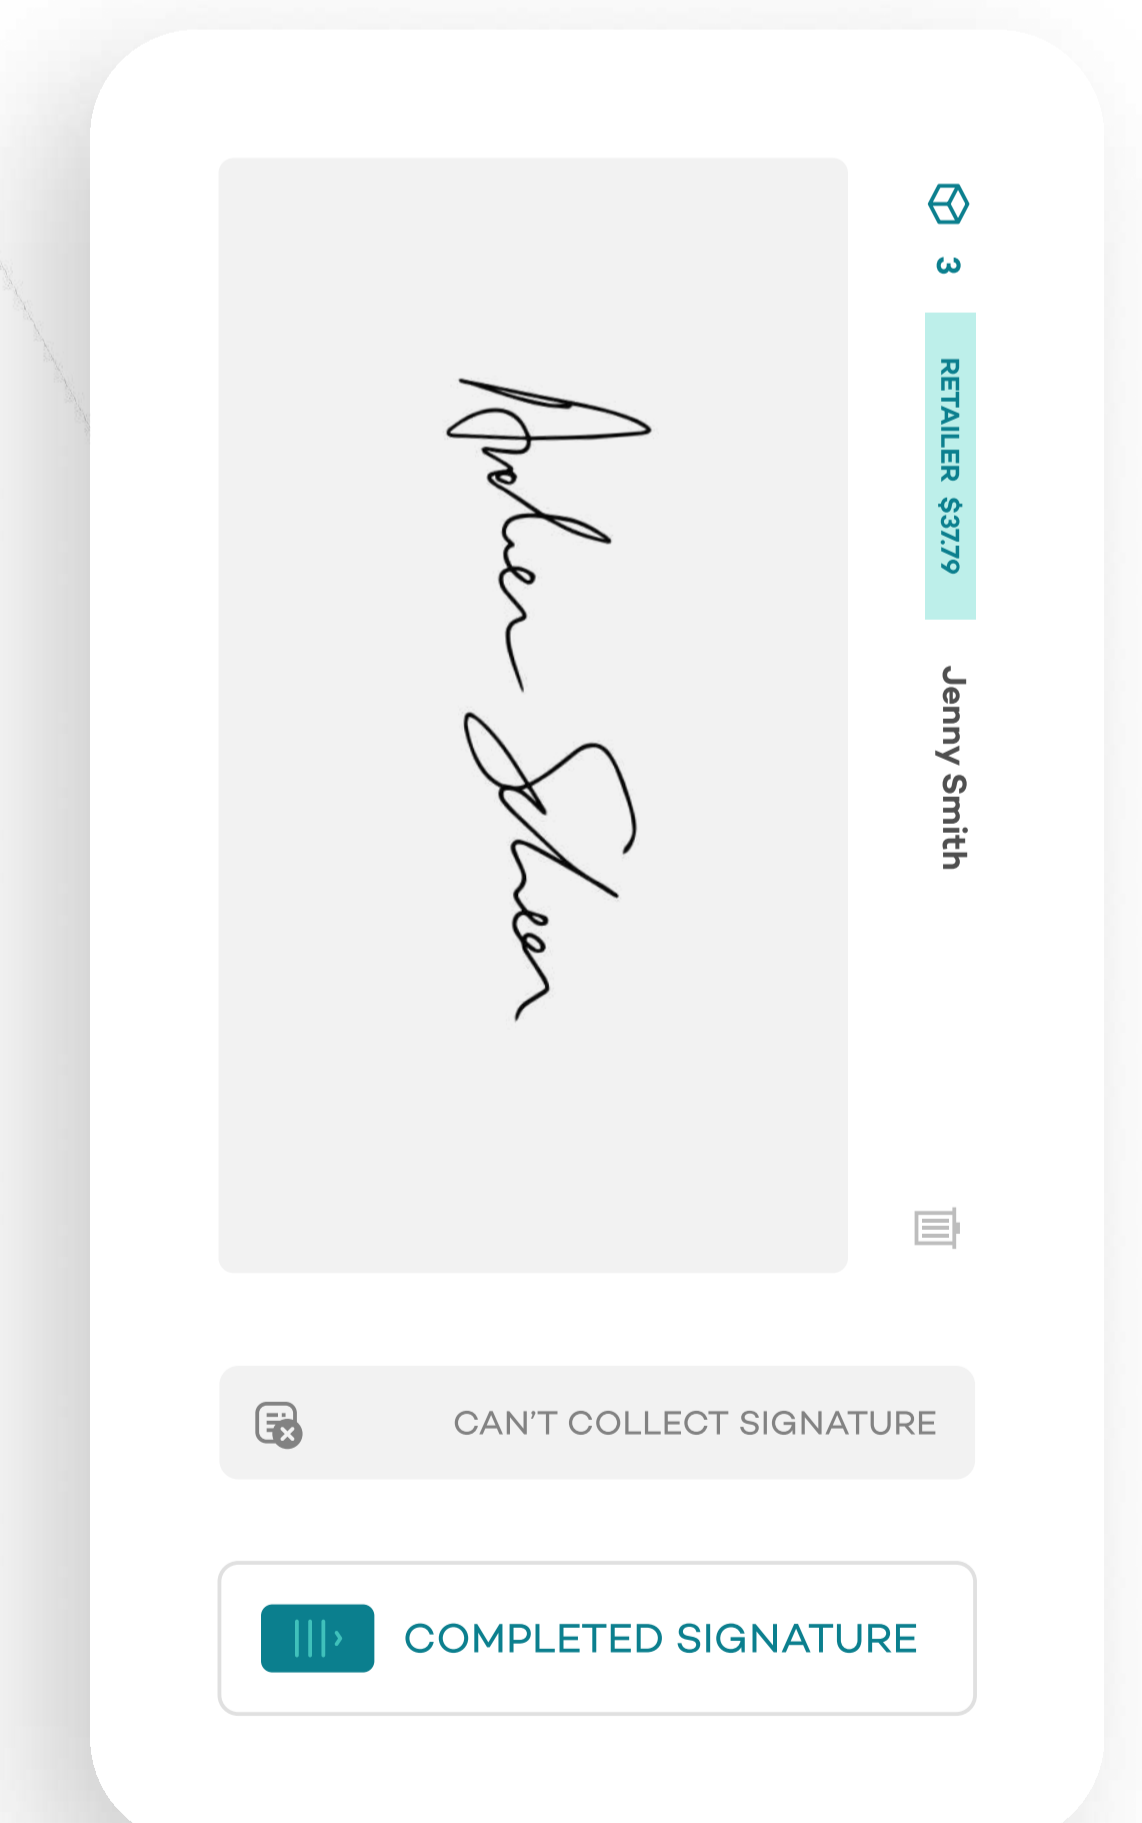 3
RETAILER $37.79
Jenny Smith
CAN’T COLLECT SIGNATURE
COMPLETED SIGNATURE